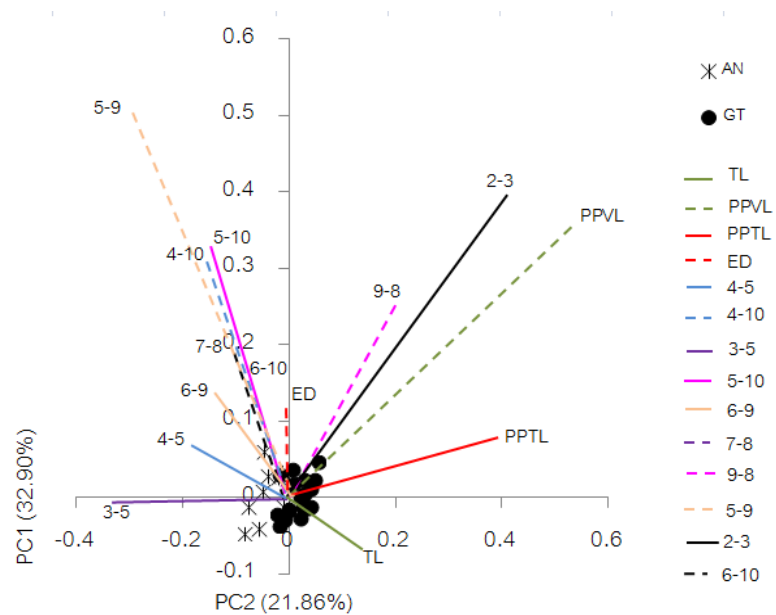 0.6
0.5
0.4
0.3
0.2
0.1
0
-0.1
-0.4
-0.2
0
0.2
0.4
0.6
PC1 (32.90%)
PC2 (21.86%)
5-9
2-3
PPVL
5-10
4-10
9-8
7-8
6-10
6-9
ED
4-5
PPTL
3-5
TL
AN
GT
TL
PPVL
PPTL
ED
4-5
4-10
3-5
5-10
6-9
7-8
9-8
5-9
2-3
6-10